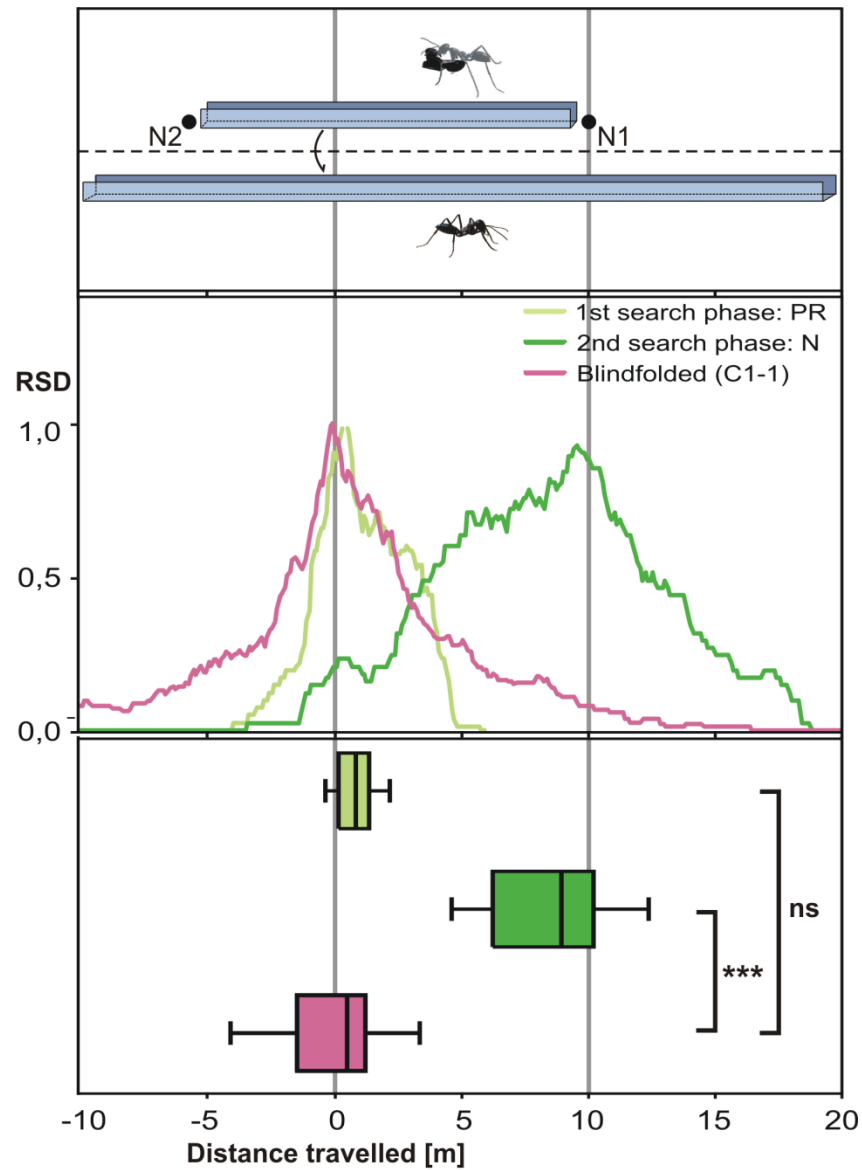 N2
N1
1st search phase: PR
2nd search phase: N
Blindfolded (C1-1)
RSD
1,0
0,5
0,0
ns
***
-10 -5 0 5 10 15 20
Distance travelled [m]